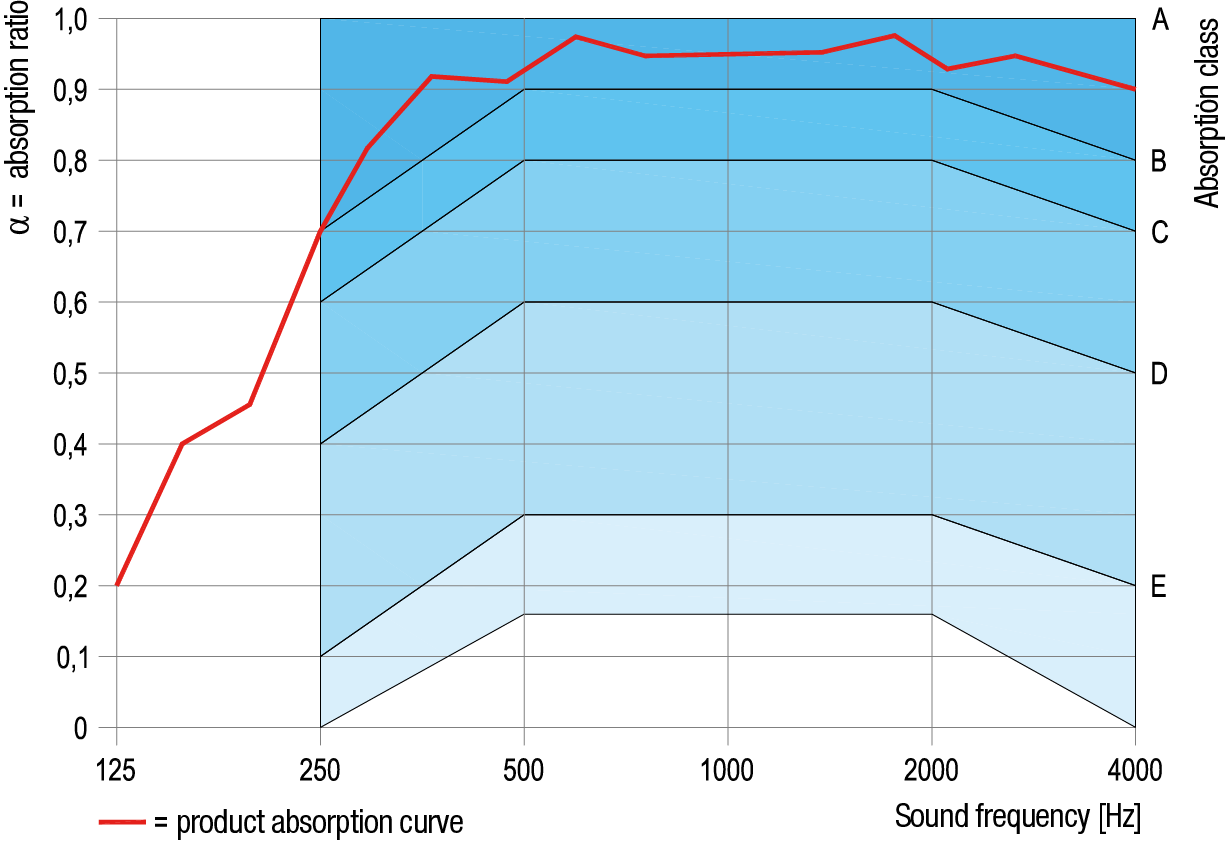 α = absorption ratio
1,0
0,9
0,8
0,7
0,6
0,5
0,4
0,3
0,2
0,1
0
A
B
C
D
E
Absorption class
125 250 500 1000 2000 4000
= product absorption curve
Sound frequency [Hz]